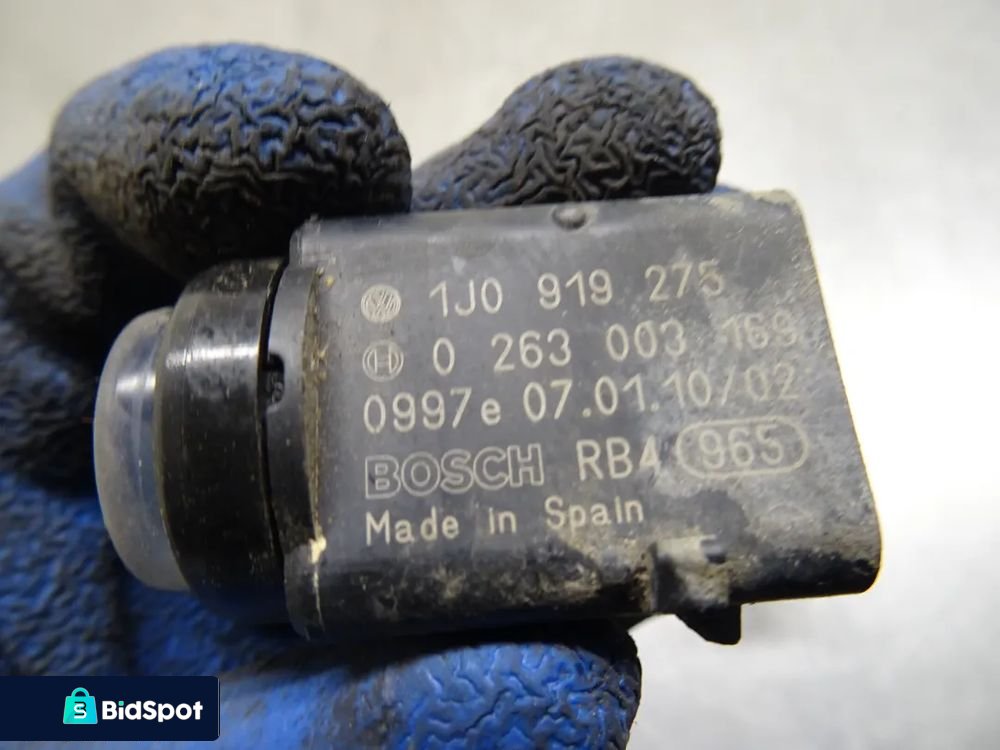 1J0 919 275
0 263 003 169
0997e 07.01.10/02
BOSCH RB4 965
Made in Spain
BidSpot